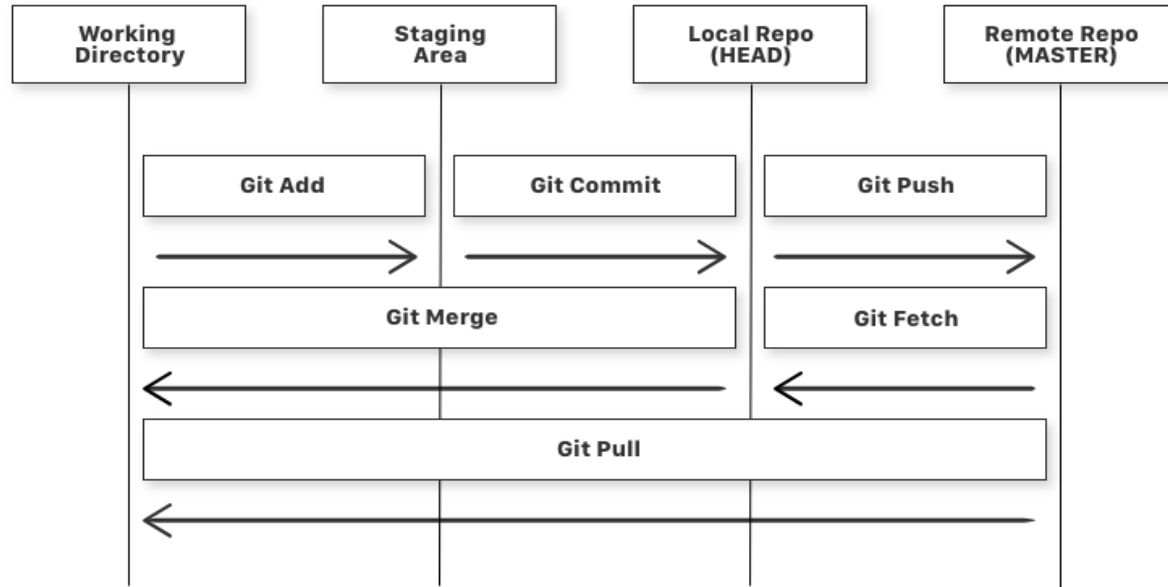 Working
Directory
Staging
Area
Local Repo
(HEAD)
Remote Repo
(MASTER)
Git Add
Git Commit
Git Push
Git Merge
Git Fetch
Git Pull